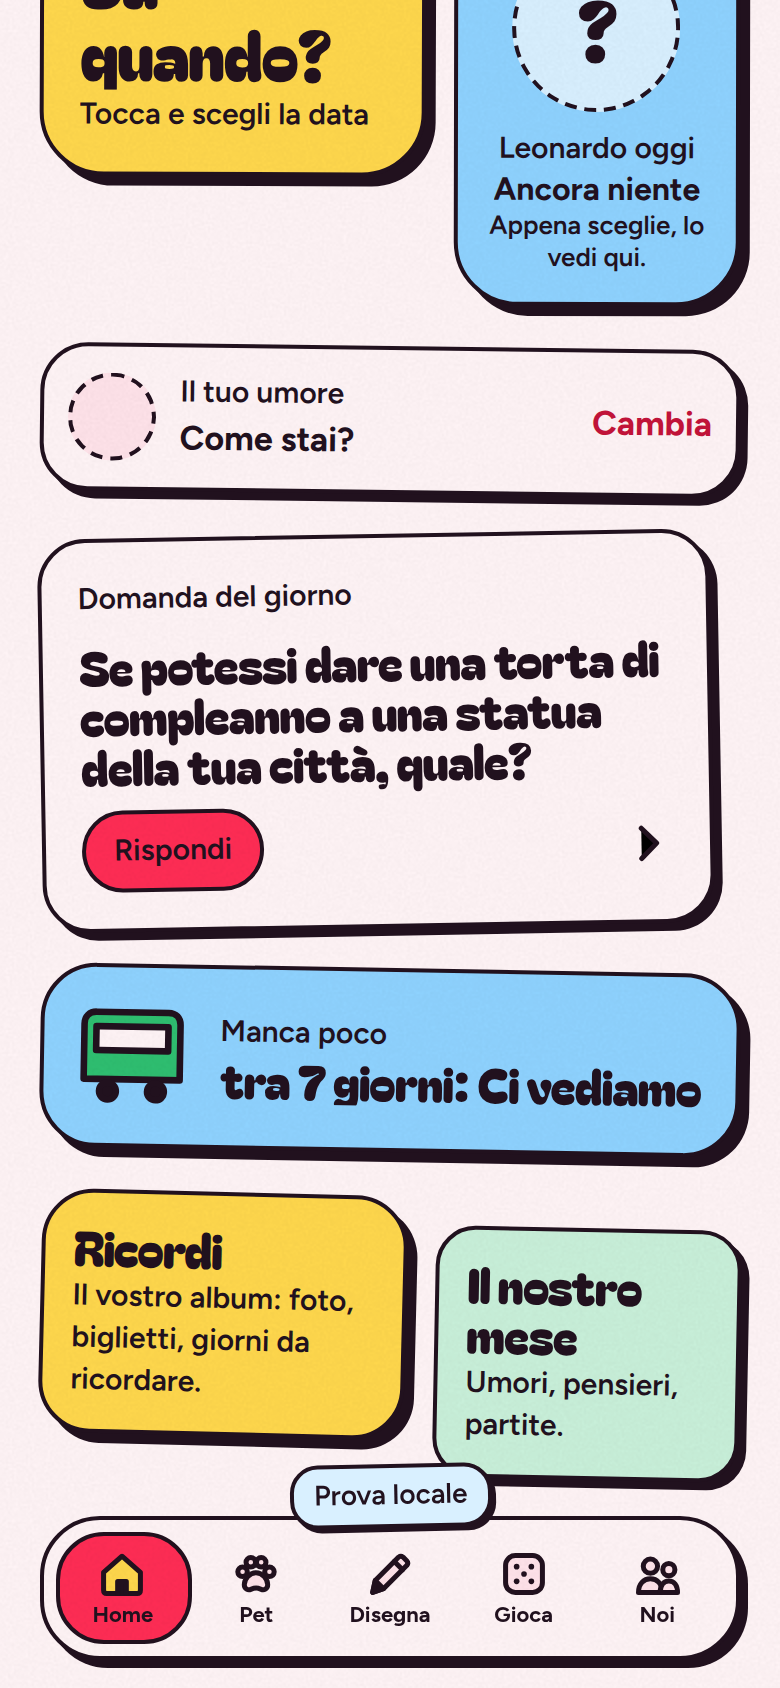 quando?
Tocca e scegli la data
?
Leonardo oggi
Ancora niente
Appena sceglie, lo
vedi qui.
Il tuo umore
Come stai?
Cambia
Domanda del giorno
Se potessi dare una torta di
compleanno a una statua
della tua città, quale?
Rispondi
Manca poco
tra 7 giorni: Ci vediamo
Ricordi
Il vostro album: foto,
biglietti, giorni da
ricordare.
Il nostro
mese
Umori, pensieri,
partite.
Prova locale
Home
Pet
Disegna
Gioca
Noi